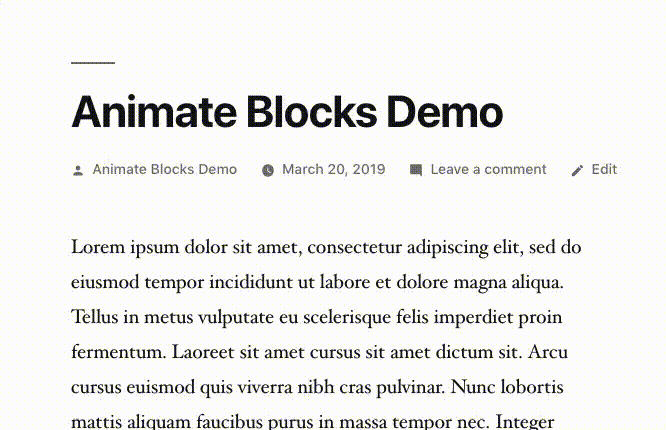 Animate Blocks Demo
Animate Blocks Demo March 20, 2019 Leave a comment Edit
Lorem ipsum dolor sit amet, consectetur adipiscing elit, sed do
eiusmod tempor incididunt ut labore et dolore magna aliqua.
Tellus in metus vulputate eu scelerisque felis imperdiet proin
fermentum. Laoreet sit amet cursus sit amet dictum sit. Arcu
cursus euismod quis viverra nibh cras pulvinar. Nunc lobortis
mattis aliquam faucibus purus in massa tempor nec. Integer